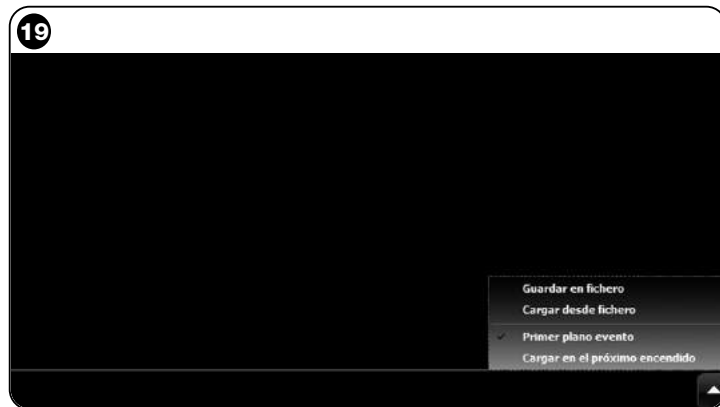 19
Guardar en fichero
Cargar desde fichero
Primer plano evento
Cargar en el próximo encendido